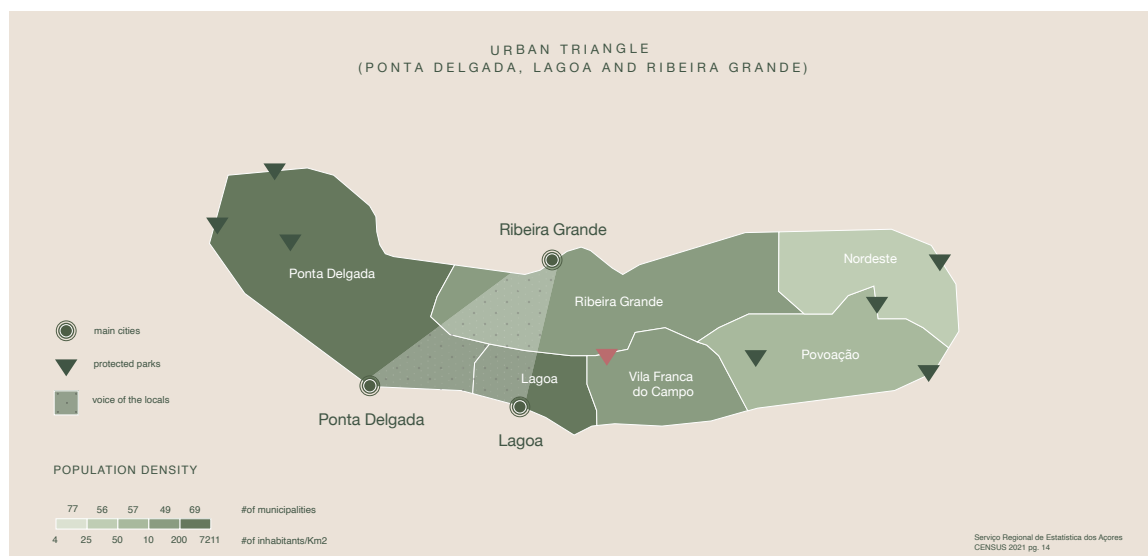 URBAN TRIANGLE
(PONTA DELGADA, LAGOA AND RIBEIRA GRANDE)
Ribeira Grande
Nordeste
Ponta Delgada
Ribeira Grande
main cities
Povoação
protected parks
Lagoa
Vila Franca
do Campo
voice of the locals
Ponta Delgada
Lagoa
POPULATION DENSITY
77 56 57 49 69 #of municipalities
4 25 50 10 200 7211 #of inhabitants/Km2
Serviço Regional de Estatística dos Açores
CENSUS 2021 pg. 14